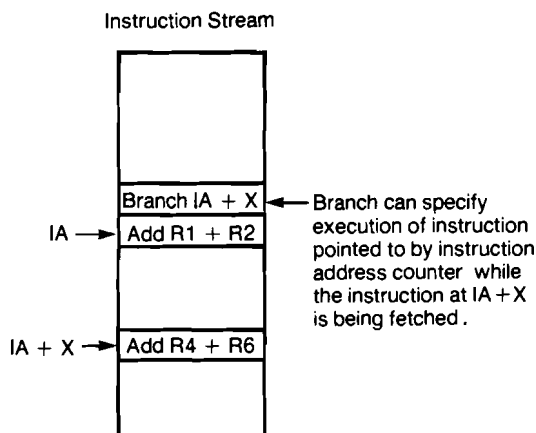 Instruction Stream
Branch IA + X
Branch can specify
execution of instruction
pointed to by instruction
address counter while
the instruction at IA + X
is being fetched.
IA
Add R1 + R2
IA + X
Add R4 + R6